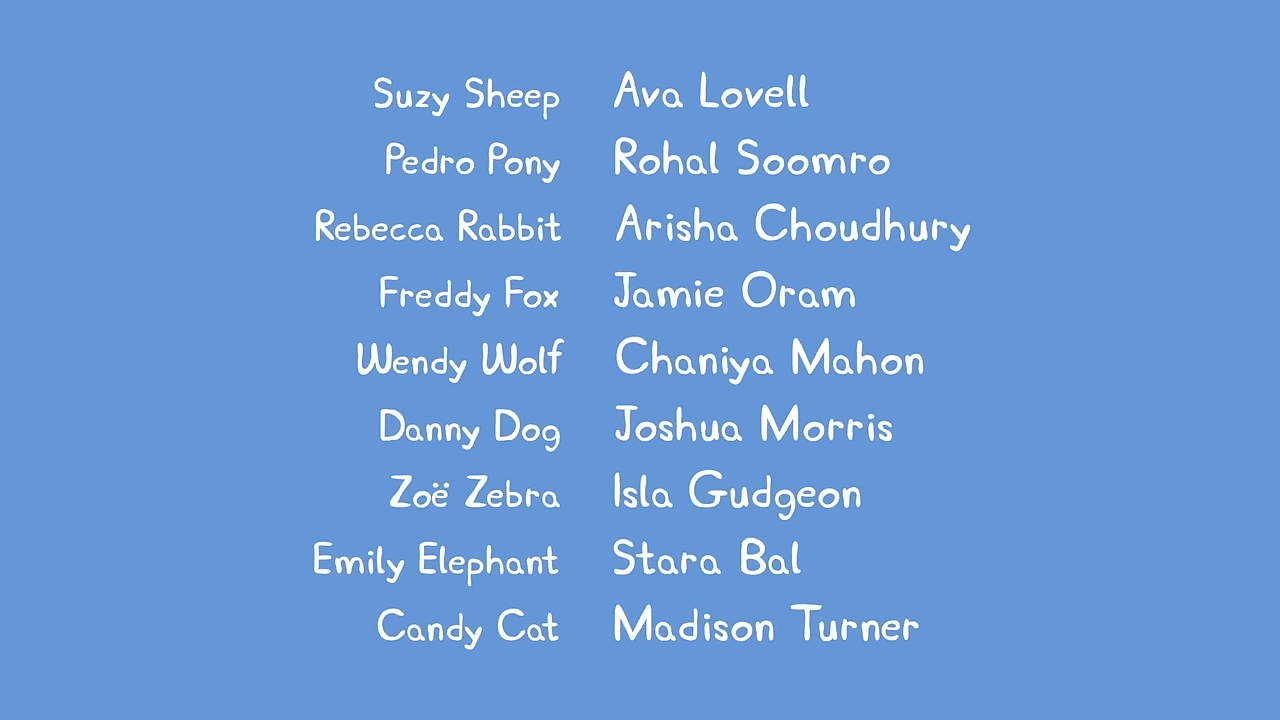 Suzy Sheep Ava Lovell
Pedro Pony Rohal Soomro
Rebecca Rabbit Arisha Choudhury
Freddy Fox Jamie Oram
Wendy Wolf Chaniya Mahon
Danny Dog Joshua Morris
Zoë Zebra Isla Gudgeon
Emily Elephant Stara Bal
Candy Cat Madison Turner